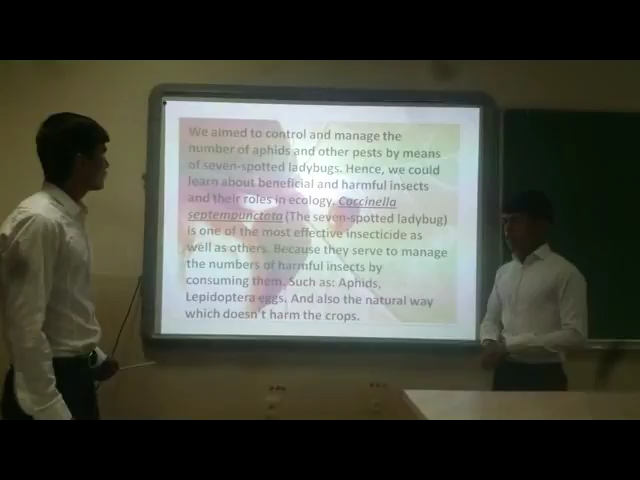 We aimed to control and manage the
number of aphids and other pests by means
of seven-spotted ladybugs. Hence, we could
learn about beneficial and harmful insects
and their roles in ecology. Coccinella
septempunctata (The seven-spotted ladybug)
is one of the most effective insecticide as
well as others. Because they serve to manage
the numbers of harmful insects by
consuming them. Such as: Aphids,
Lepidoptera eggs. And also the natural way
which doesn't harm the crops.